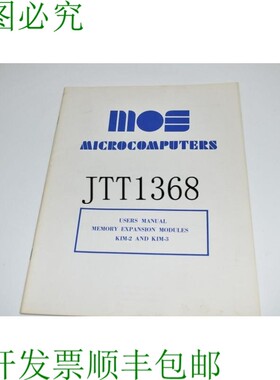 图必究
mos
MICROCOMPUTERS
JTT1368
USERS MANUAL
MEMORY EXPANSION MODULES
KIM-2 AND KIM-3
开发票顺丰包邮